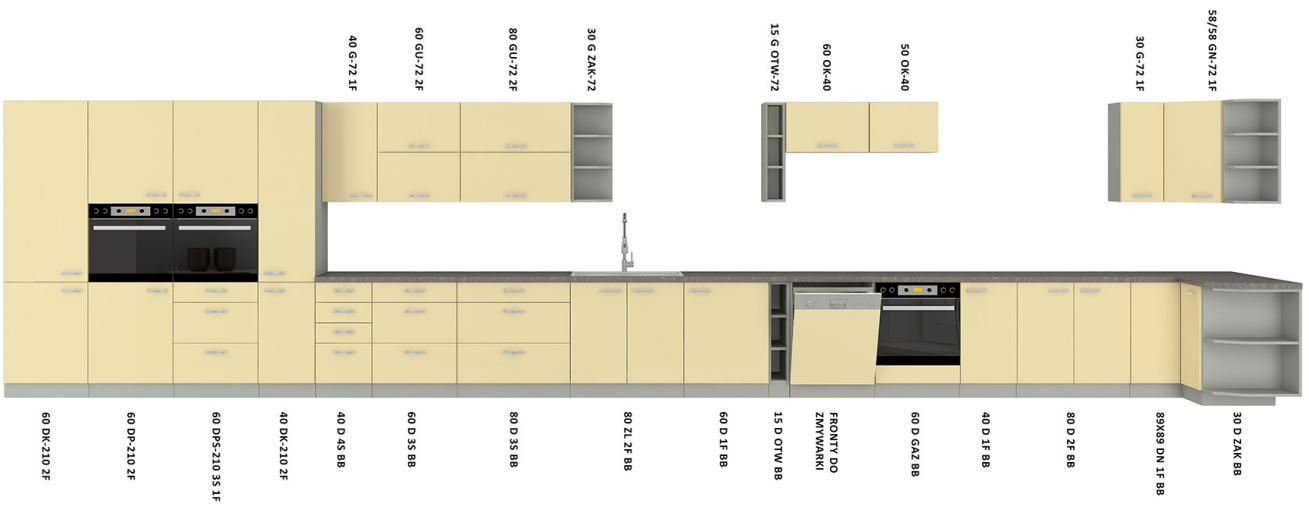 40 G-72 1F
60 GU-72 2F
80 GU-72 2F
30 G ZAK-72
15 G OTW-72
60 OK-40
50 OK-40
30 G-72 1F
58/58 GN-72 1F
60 DK-210 2F
60 DP-210 2F
60 DPS-210 3S 1F
40 DK-210 2F
40 D 4S BB
60 D 3S BB
80 D 3S BB
80 ZL 2F BB
60 D 1F BB
15 D OTW BB
FRONTY DO
ZMYWARKI
60 D GAZ BB
40 D 1F BB
80 D 2F BB
89X89 DN 1F BB
30 D ZAK BB